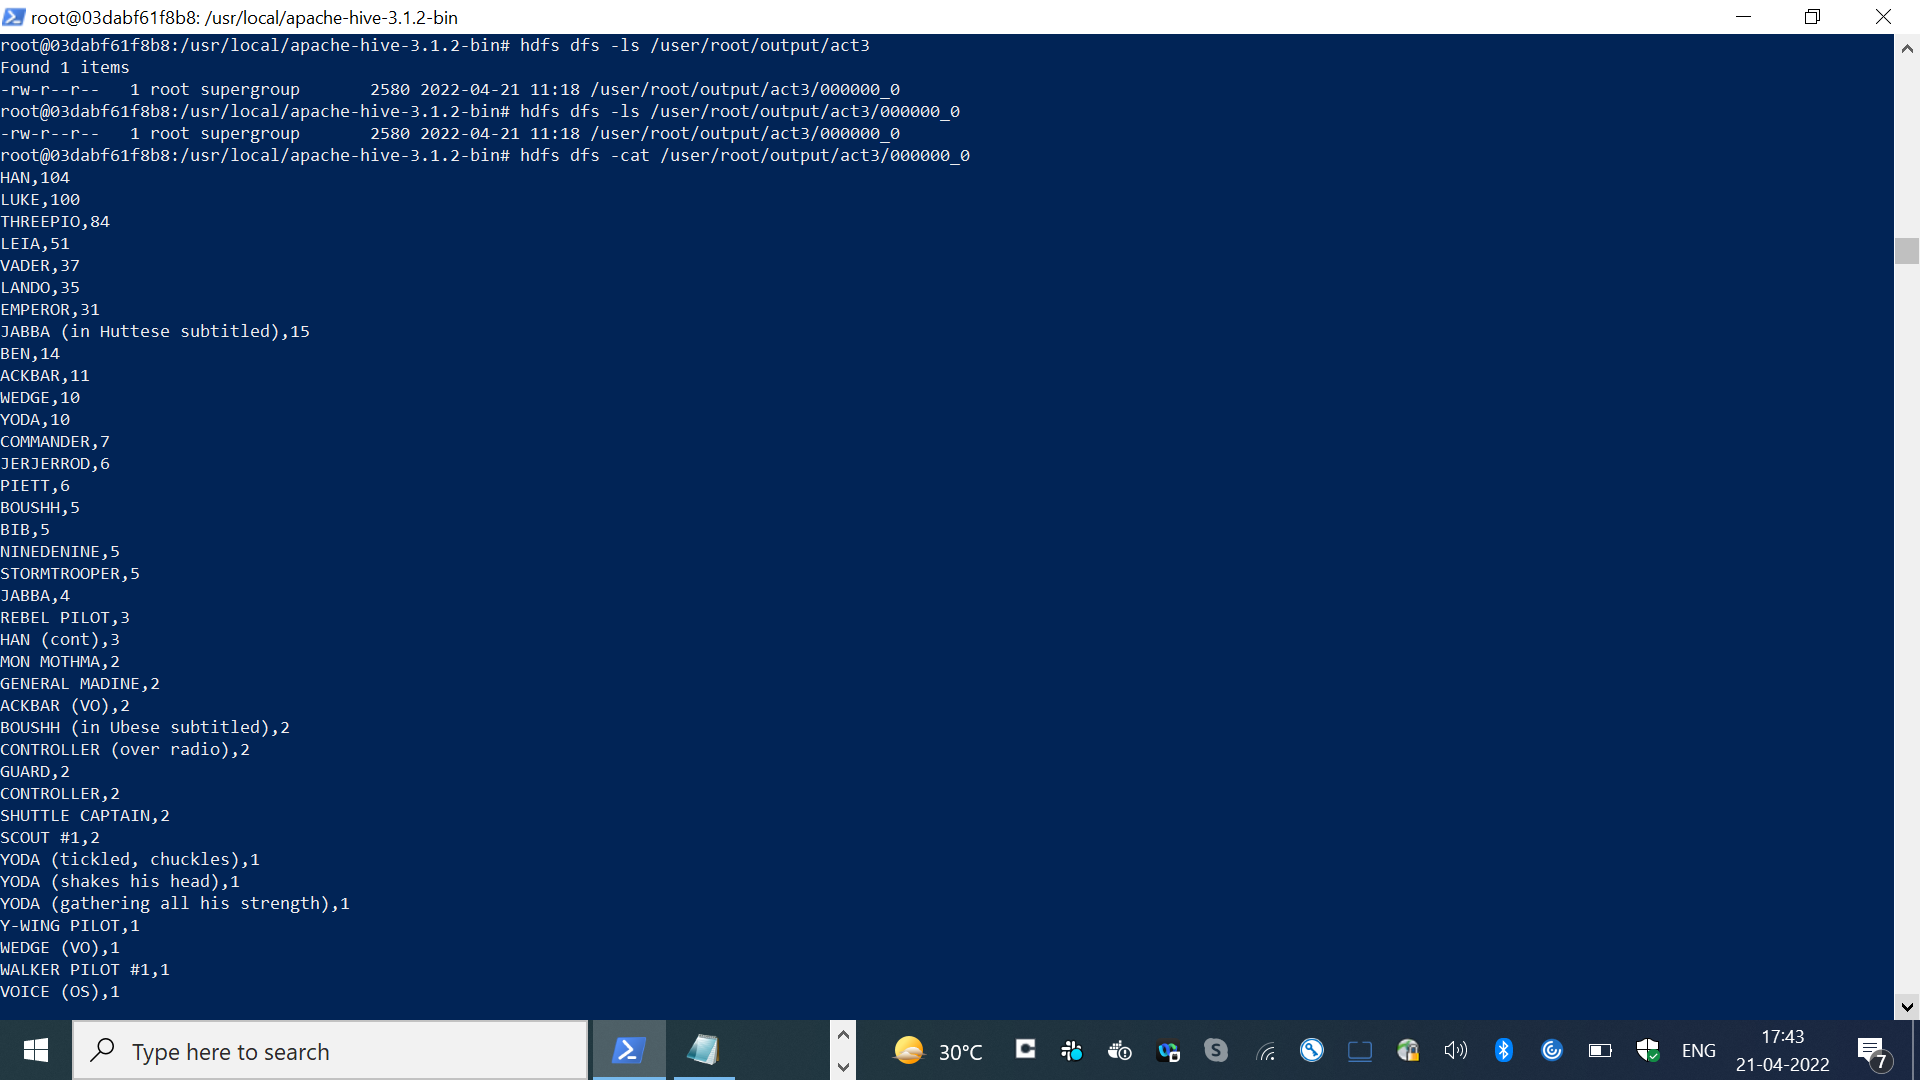 root@03dabf61f8b8: /usr/local/apache-hive-3.1.2-bin
root@03dabf61f8b8:/usr/local/apache-hive-3.1.2-bin# hdfs dfs -ls /user/root/output/act3
Found 1 items
-rw-r--r--   1 root supergroup       2580 2022-04-21 11:18 /user/root/output/act3/000000_0
root@03dabf61f8b8:/usr/local/apache-hive-3.1.2-bin# hdfs dfs -ls /user/root/output/act3/000000_0
-rw-r--r--   1 root supergroup       2580 2022-04-21 11:18 /user/root/output/act3/000000_0
root@03dabf61f8b8:/usr/local/apache-hive-3.1.2-bin# hdfs dfs -cat /user/root/output/act3/000000_0
HAN,104
LUKE,100
THREEPIO,84
LEIA,51
VADER,37
LANDO,35
EMPEROR,31
JABBA (in Huttese subtitled),15
BEN,14
ACKBAR,11
WEDGE,10
YODA,10
COMMANDER,7
JERJERROD,6
PIETT,6
BOUSHH,5
BIB,5
NINEDENINE,5
STORMTROOPER,5
JABBA,4
REBEL PILOT,3
HAN (cont),3
MON MOTHMA,2
GENERAL MADINE,2
ACKBAR (VO),2
BOUSHH (in Ubese subtitled),2
CONTROLLER (over radio),2
GUARD,2
CONTROLLER,2
SHUTTLE CAPTAIN,2
SCOUT #1,2
YODA (tickled, chuckles),1
YODA (shakes his head),1
YODA (gathering all his strength),1
Y-WING PILOT,1
WEDGE (VO),1
WALKER PILOT #1,1
VOICE (OS),1
Type here to search
30°C
ENG
17:43
21-04-2022
7